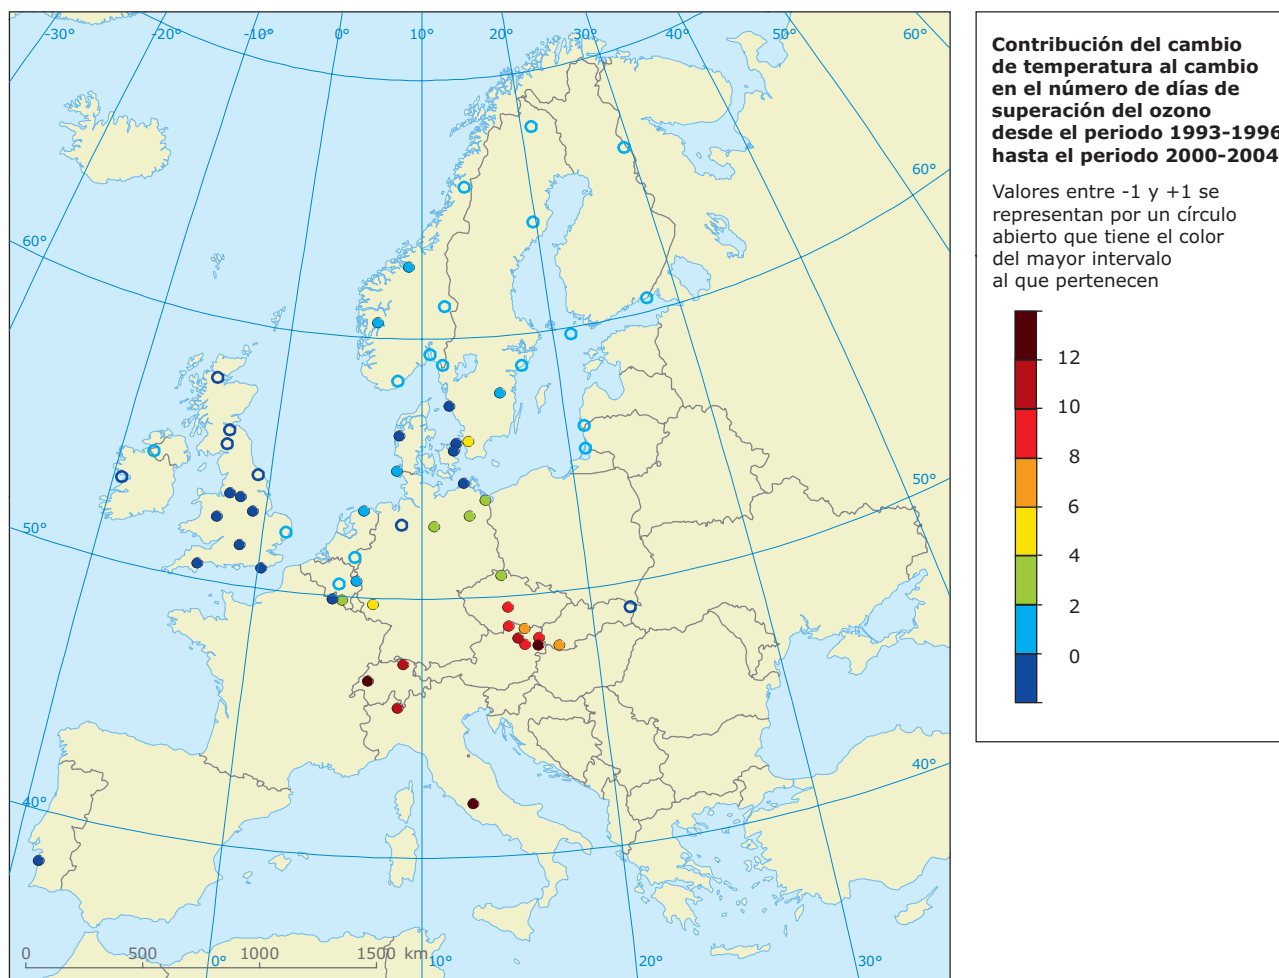 -30°
-20°
-10°
0°
10°
20°
30°
40°
50°
60°
60°
60°
50°
50°
40°
40°
0 500 1000 1500 km
0°
10°
20°
30°
Contribución del cambio
de temperatura al cambio
en el número de días de
superación del ozono
desde el periodo 1993-1996
hasta el periodo 2000-2004
Valores entre -1 y +1 se
representan por un círculo
abierto que tiene el color
del mayor intervalo
al que pertenecen
12
10
8
6
4
2
0